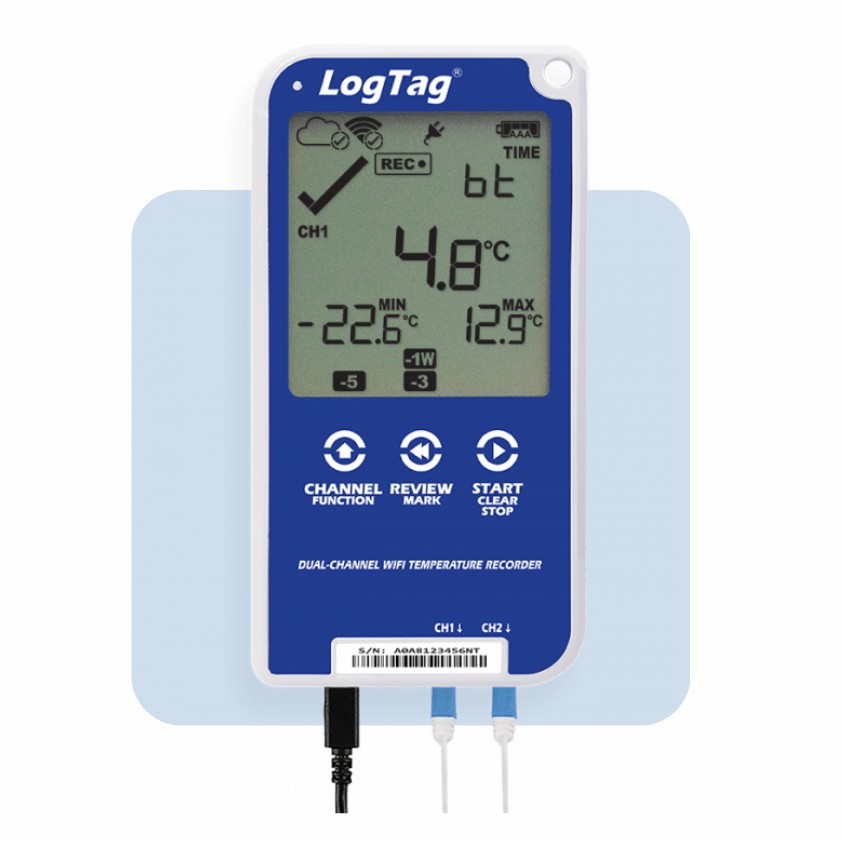 LogTag®
AAA
TIME
REC
bt
CH1
4.8°C
MIN
MAX
-22.6°C
12.9°C
-1W
-5
-3
CHANNEL
FUNCTION
REVIEW
MARK
START
CLEAR
STOP
DUAL-CHANNEL WIFI TEMPERATURE RECORDER
CH1↓ CH2↓
S/N: A0A8123456NT